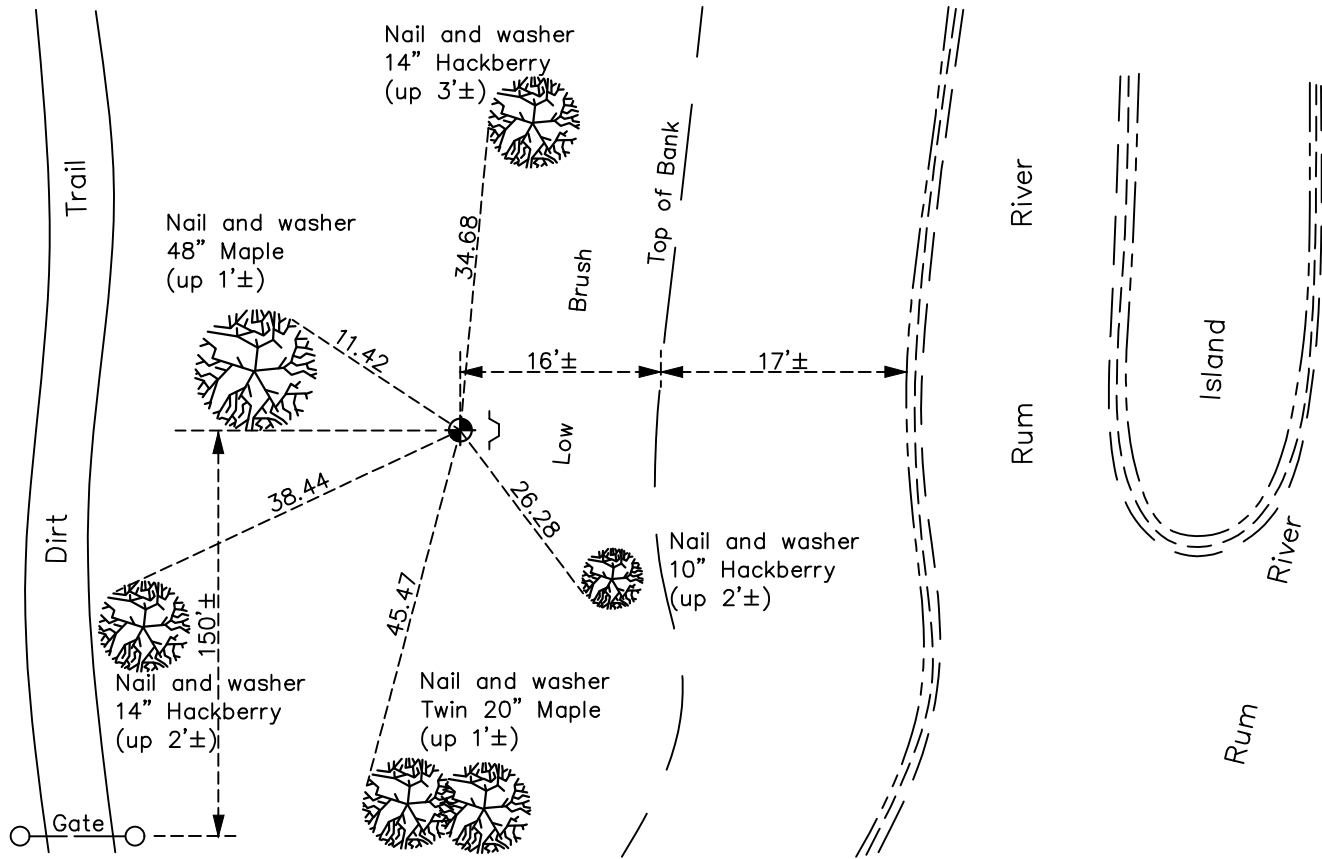 Nail and washer
14” Hackberry
(up 3'±)
Trail
Nail and washer
48” Maple
(up 1'±)
34.68
Brush
Top of Bank
River
11.42
16'±
17'±
Island
38.44
26.28
Low
Rum
Dirt
Nail and washer
10” Hackberry
(up 2'±)
River
45.47
150'±
Nail and washer
14” Hackberry
(up 2'±)
Nail and washer
Twin 20” Maple
(up 1'±)
Rum
Gate